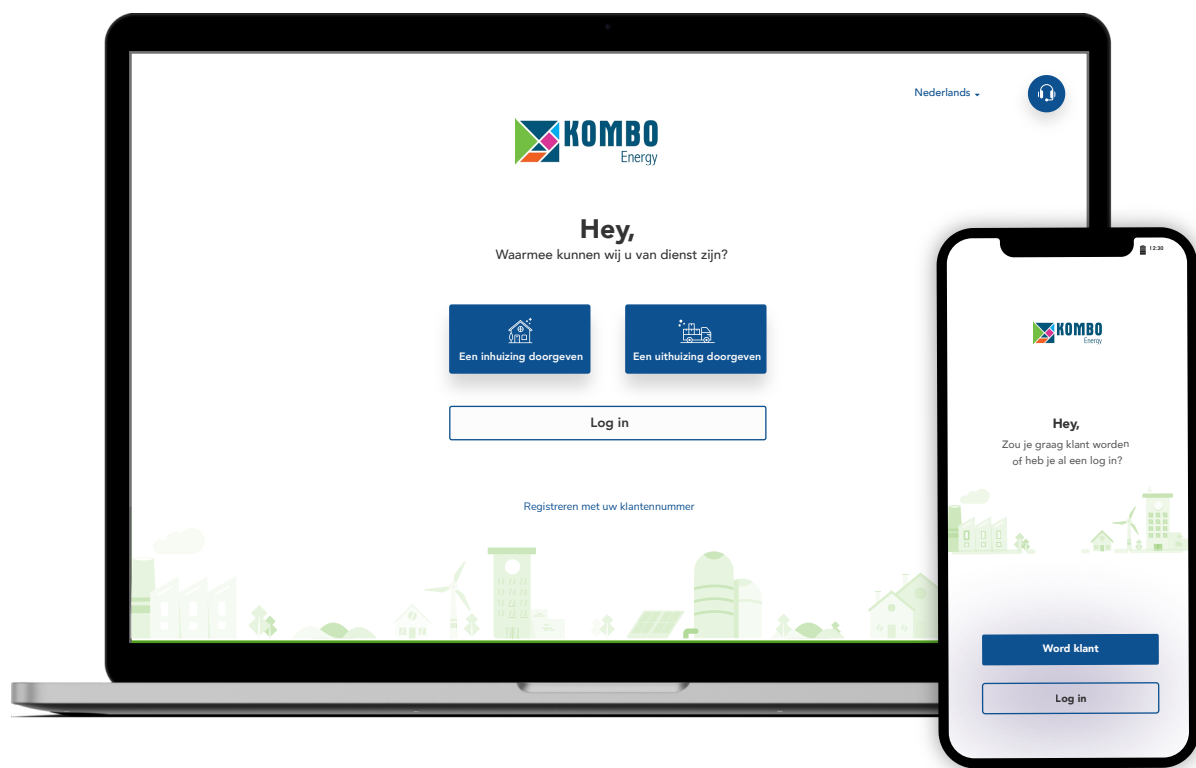 Nederlands
KOMBO
Energy
Hey,
Waarmee kunnen wij u van dienst zijn?
Een inhuizing doorgeven
Een uithuizing doorgeven
Log in
Registreren met uw klantennummer
12:30
KOMBO
Energy
Hey,
Zou je graag klant worden
of heb je al een log in?
Word klant
Log in